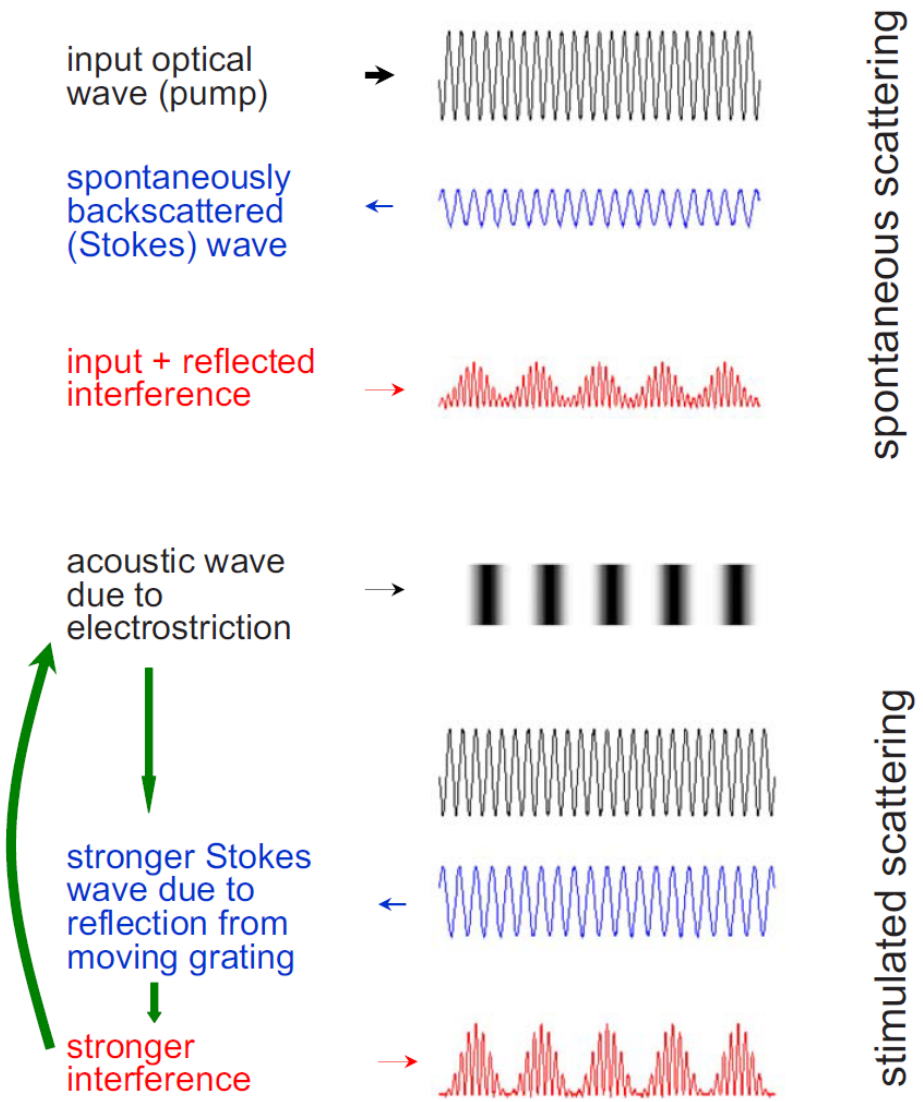 input optical
wave (pump)
spontaneously
backscattered
(Stokes) wave
input + reflected
interference
spontaneous scattering
acoustic wave
due to
electrostriction
stronger Stokes
wave due to
reflection from
moving grating
stronger
interference
stimulated scattering